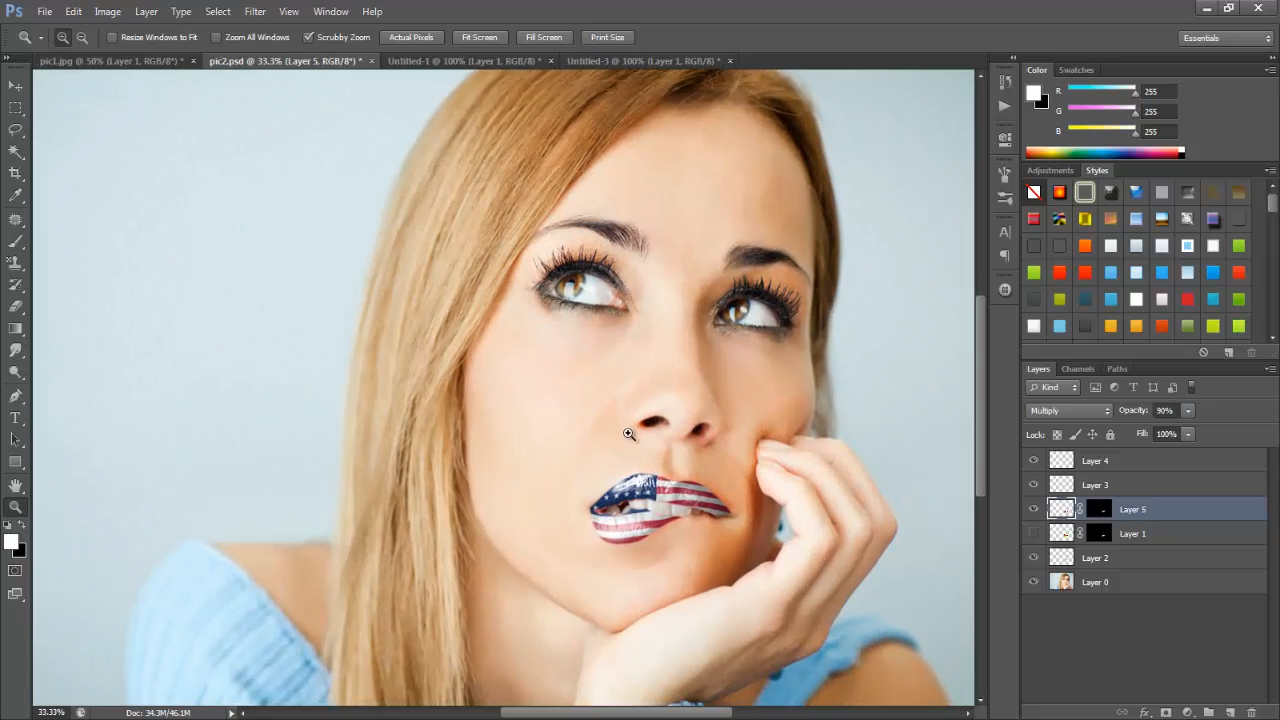 Ps File Edit Image Layer Type Select Filter View Window Help
Resize Windows to Fit Zoom All Windows Scrubby Zoom Actual Pixels Fit Screen Fill Screen Print Size Essentials
pic1.jpg @ 50% (Layer 1, RGB/8*) * × pic2.psd @ 33.3% (Layer 5, RGB/8*) * × Untitled-1 @ 100% (Layer 1, RGB/8) * × Untitled-3 @ 100% (Layer 1, RGB/8) * ×
Color Swatches
R 255
G 255
B 255
Adjustments Styles
Layers Channels Paths
Kind
Multiply Opacity: 90%
Lock: Fill: 100%
Layer 4
Layer 3
Layer 5
Layer 1
Layer 2
Layer 0
33.33% Doc: 34.3M/46.1M